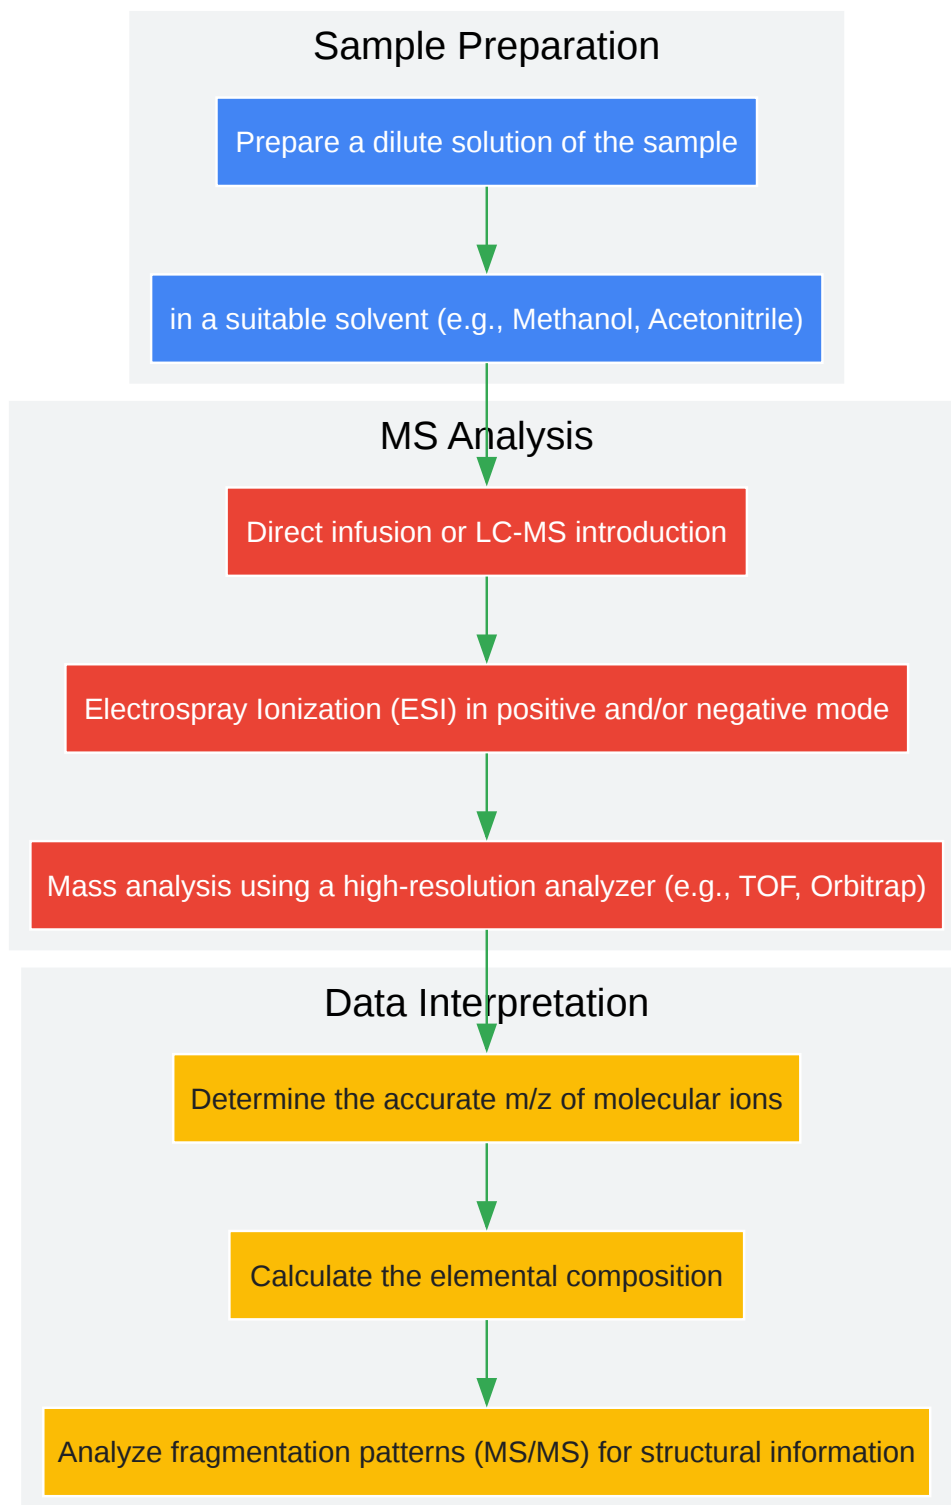 Sample Preparation
Prepare a dilute solution of the sample
in a suitable solvent (e.g., Methanol, Acetonitrile)
MS Analysis
Direct infusion or LC-MS introduction
Electrospray Ionization (ESI) in positive and/or negative mode
Mass analysis using a high-resolution analyzer (e.g., TOF, Orbitrap)
Data Interpretation
Determine the accurate m/z of molecular ions
Calculate the elemental composition
Analyze fragmentation patterns (MS/MS) for structural information